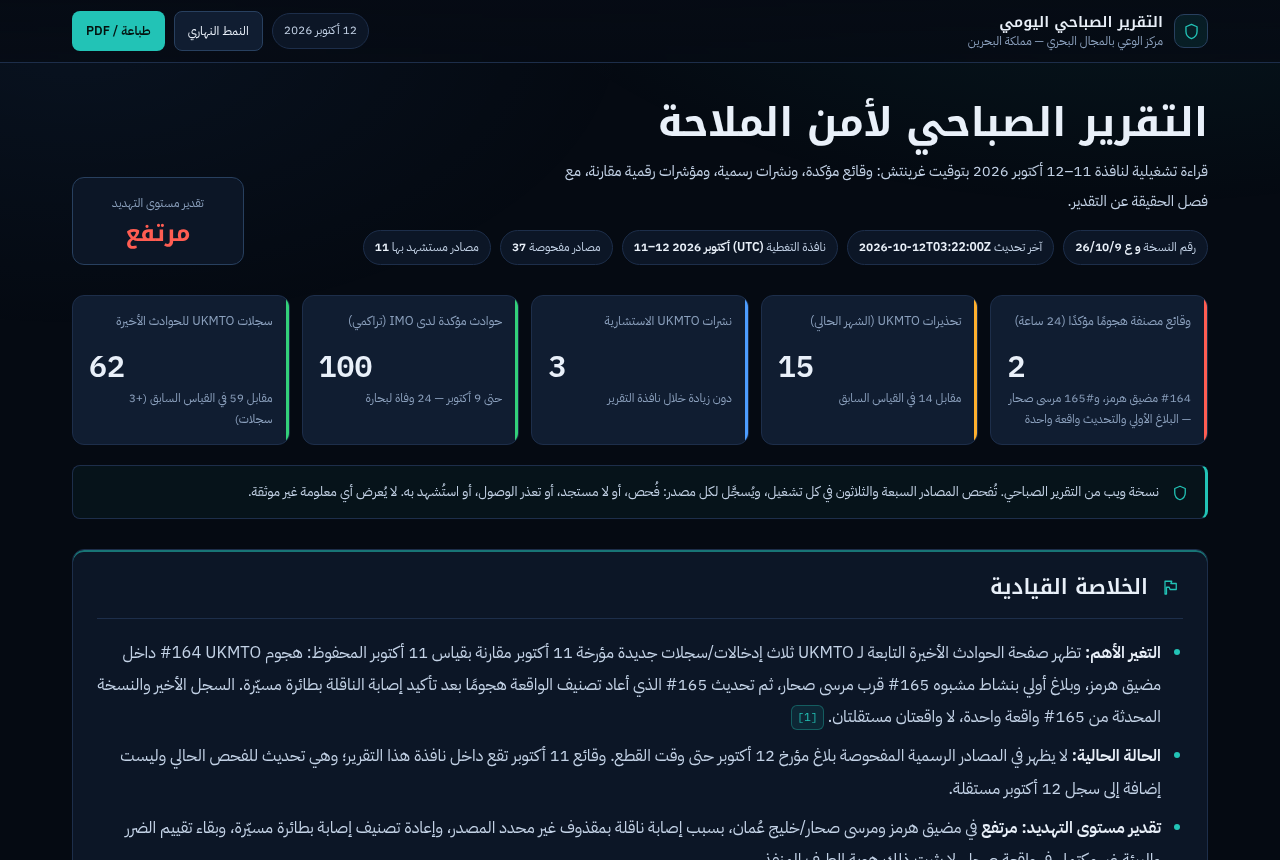 التقرير الصباحي اليومي
مركز الوعي بالمجال البحري — مملكة البحرين
12 أكتوبر 2026
النمط النهاري
طباعة / PDF
التقرير الصباحي لأمن الملاحة
قراءة تشغيلية لنافذة 11–12 أكتوبر 2026 بتوقيت غرينتش: وقائع مؤكدة، ونشرات رسمية، ومؤشرات رقمية مقارنة، مع
فصل الحقيقة عن التقدير.
تقدير مستوى التهديد
مرتفع
رقم النسخة و ع 26/10/9
آخر تحديث 2026-10-12T03:22:00Z
نافذة التغطية (UTC) 11–12 أكتوبر 2026
مصادر مفحوصة 37
مصادر مستشهد بها 11
وقائع مصنفة هجومًا مؤكدًا (24 ساعة)
2
#164 مضيق هرمز، و#165 مرسى صحار
— البلاغ الأولي والتحديث واقعة واحدة
تحذيرات UKMTO (الشهر الحالي)
15
مقابل 14 في القياس السابق
نشرات UKMTO الاستشارية
3
دون زيادة خلال نافذة التقرير
حوادث مؤكدة لدى IMO (تراكمي)
100
حتى 9 أكتوبر — 24 وفاة لبحارة
سجلات UKMTO للحوادث الأخيرة
62
مقابل 59 في القياس السابق (+3
سجلات)
نسخة ويب من التقرير الصباحي. تُفحص المصادر السبعة والثلاثون في كل تشغيل، ويُسجَّل لكل مصدر: فُحص، أو لا مستجد، أو تعذر الوصول، أو استُشهد به. لا يُعرض أي معلومة غير موثقة.
الخلاصة القيادية
التغير الأهم: تظهر صفحة الحوادث الأخيرة التابعة لـ UKMTO ثلاث إدخالات/سجلات جديدة مؤرخة 11 أكتوبر مقارنة بقياس 11 أكتوبر المحفوظ: هجوم UKMTO #164 داخل
مضيق هرمز، وبلاغ أولي بنشاط مشبوه #165 قرب مرسى صحار، ثم تحديث #165 الذي أعاد تصنيف الواقعة هجومًا بعد تأكيد إصابة الناقلة بطائرة مسيّرة. السجل الأخير والنسخة
المحدثة من #165 واقعة واحدة، لا واقعتان مستقلتان. [1]
الحالة الحالية: لا يظهر في المصادر الرسمية المفحوصة بلاغ مؤرخ 12 أكتوبر حتى وقت القطع. وقائع 11 أكتوبر تقع داخل نافذة هذا التقرير؛ وهي تحديث للفحص الحالي وليست
إضافة إلى سجل 12 أكتوبر مستقلة.
تقدير مستوى التهديد: مرتفع في مضيق هرمز ومرسى صحار/خليج عُمان، بسبب إصابة ناقلة بمقذوف غير محدد المصدر، وإعادة تصنيف إصابة بطائرة مسيّرة، وبقاء تقييم الضرر